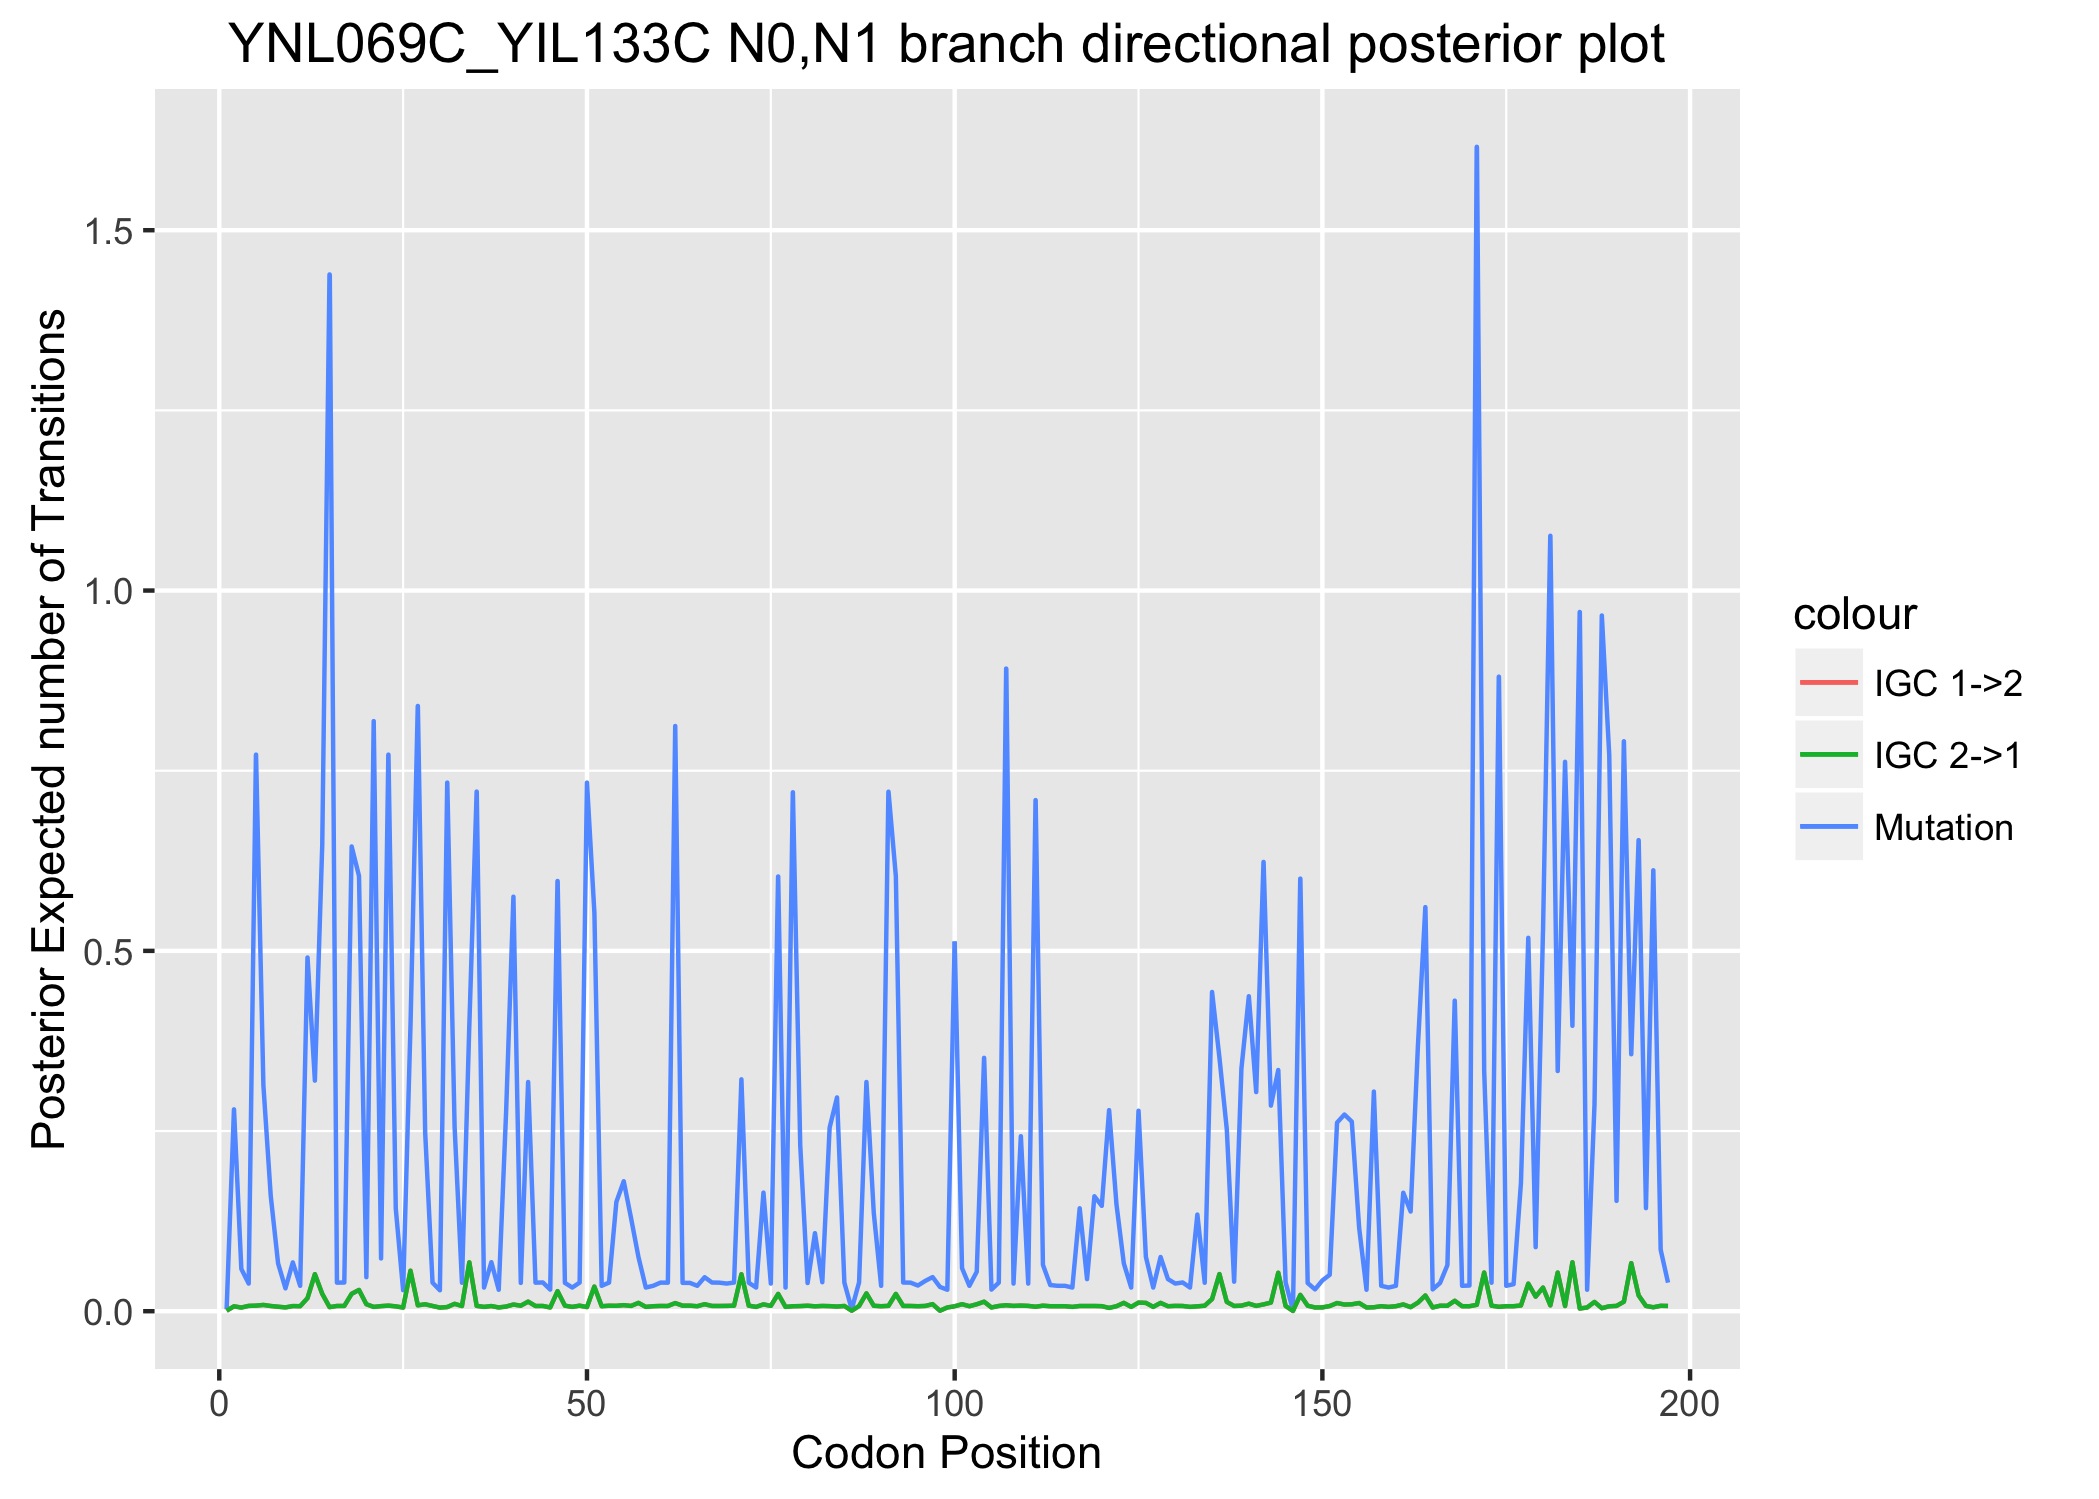 YNL069C_YIL133C N0,N1 branch directional posterior plot
Posterior Expected number of Transitions
1.5
1.0
0.5
0.0
0 50 100 150 200
Codon Position
colour
IGC 1->2
IGC 2->1
Mutation